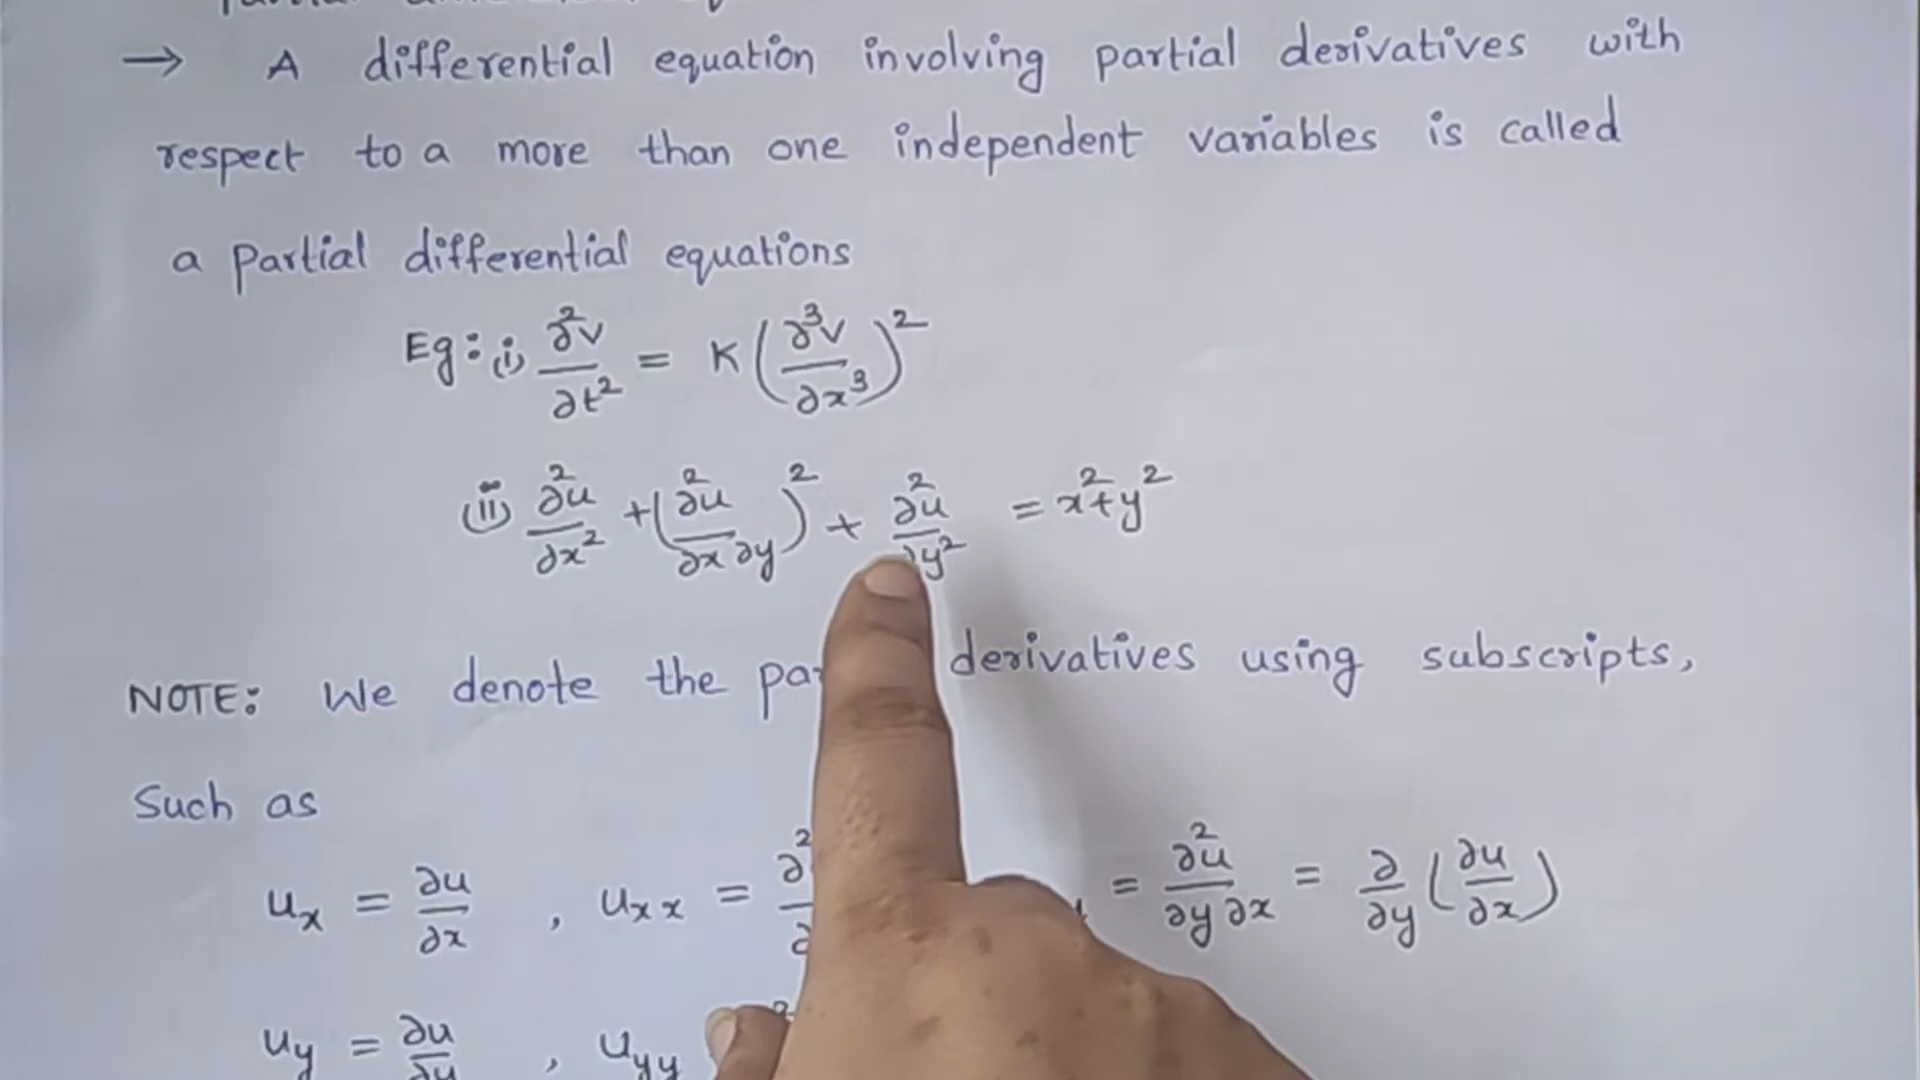 → A differential equation involving partial derivatives with
respect to a more than one independent variables is called
a partial differential equations
Eg: (i) ∂²v/∂t² = K(∂³v/∂x³)²
(ii) ∂²u/∂x² + (∂²u/∂x∂y)² + ∂²u/∂y² = x²+y²
NOTE: We denote the derivatives using subscripts,
Such as
uₓ = ∂u/∂x , uₓₓ = ∂² = ∂²u/∂y∂x = ∂/∂y (∂u/∂x)
u_y = ∂u/∂y , u_yy